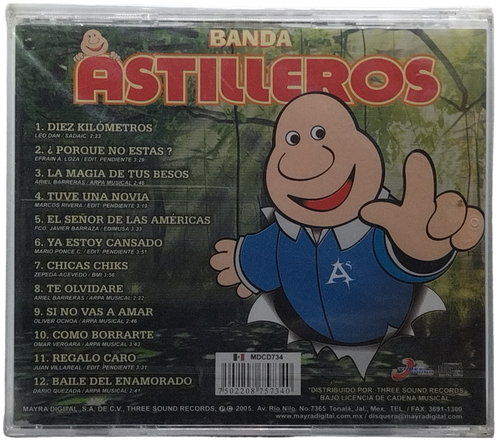 BANDA
ASTILLEROS
1. DIEZ KILÓMETROS
LEO DAN / SADAIC. 2:23
2. ¿ PORQUE NO ESTAS ?
EFRAIN A. LOZA / EDIT. PENDIENTE 3:29
3. LA MAGIA DE TUS BESOS
ARIEL BARRERAS / ARPA MUSICAL 2:46
4. TUVE UNA NOVIA
MARCOS RIVERA / EDIT. PENDIENTE 3:19
5. EL SEÑOR DE LAS AMÉRICAS
FCO. JAVIER BARRAZA / EDIMUSA 3:33
6. YA ESTOY CANSADO
MARIO PONCE C. / EDIT. PENDIENTE 3:51
7. CHICAS CHIKS
ZEPEDA-ACEVEDO / BMI 3:56
8. TE OLVIDARE
ARIEL BARRERAS / ARPA MUSICAL 2:32
9. SI NO VAS A AMAR
OLIVER OCHOA / ARPA MUSICAL 2:46
10. COMO BORRARTE
OMAR VERGARA / ARPA MUSICAL 3:43
11. REGALO CARO
JUAN VILLAREAL / EDIT. PENDIENTE 3:21
12. BAILE DEL ENAMORADO
DARIO QUEZADA / ARPA MUSICAL 2:41
AS
MDCD734
7502208757340
"DISTRIBUIDO POR: THREE SOUND RECORDS,
BAJO LICENCIA DE CADENA MUSICAL"
MAYRA DIGITAL, S.A. DE C.V., THREE SOUND RECORDS, ℗ © 2005. Av. Río Nilo No.7365 Tonalá, Jal., Mex. TEL. / FAX. 3691-1300
www.mayradigital.com.mx / disquera@mayradigital.com.mx